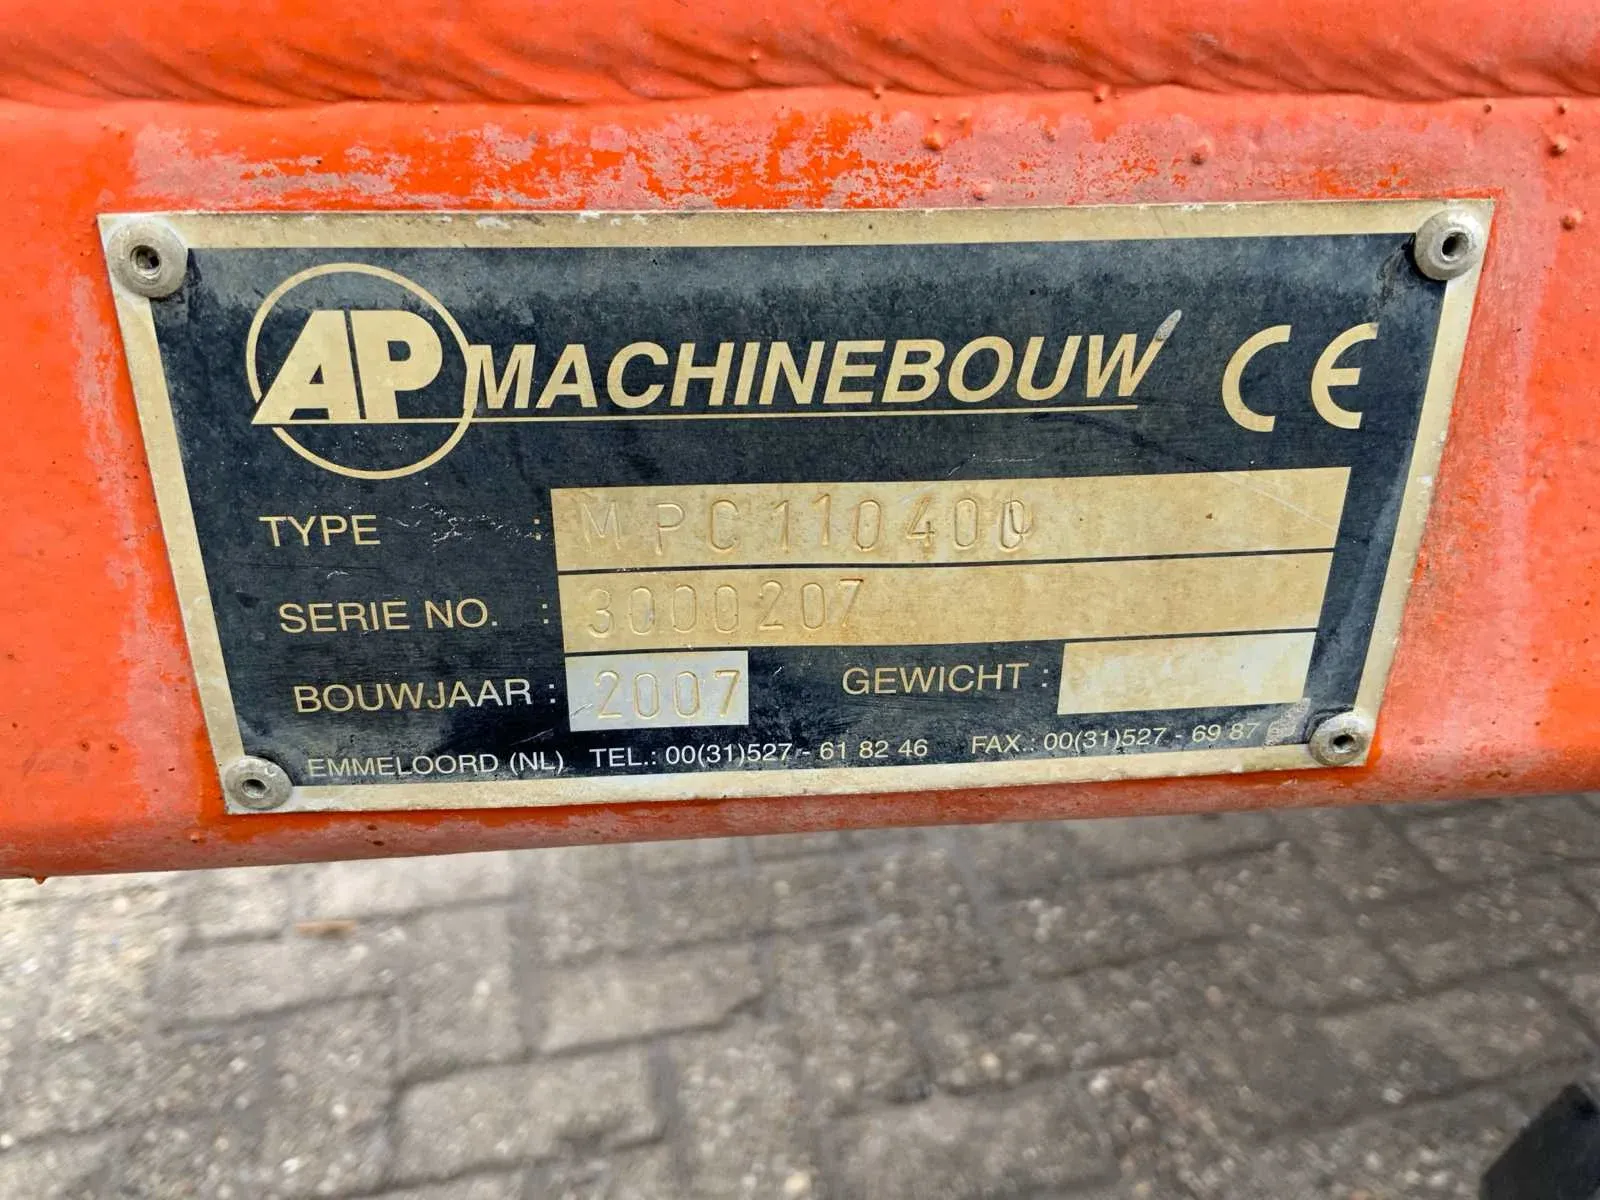 AP MACHINEBOUW CE
TYPE : MPC110400
SERIE NO. : 3000207
BOUWJAAR : 2007 GEWICHT :
EMMELOORD (NL) TEL.: 00(31)527 - 61 82 46 FAX.: 00(31)527 - 69 87